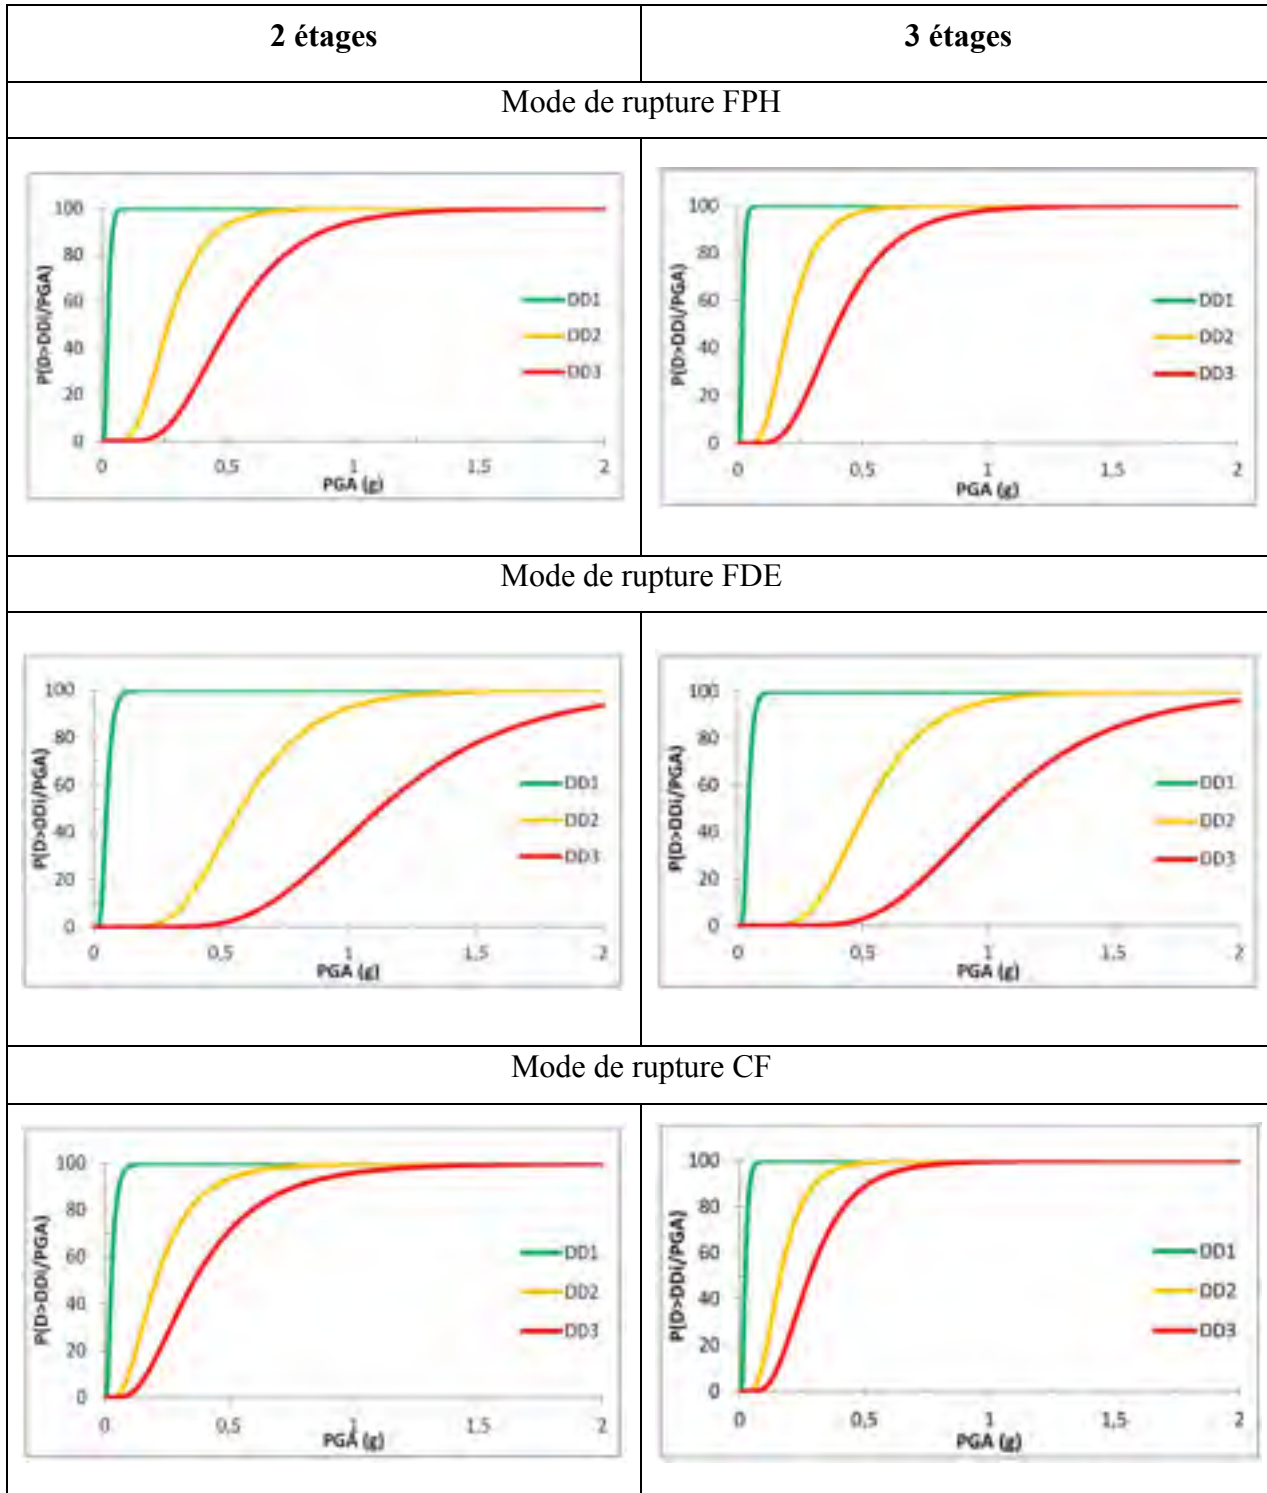 2 étages
3 étages
Mode de rupture FPH
100
80
60
40
20
0
P(D>DDi/PGA)
0
0,5
1
1,5
2
PGA (g)
DD1
DD2
DD3
100
80
60
40
20
0
P(D>DDi/PGA)
0
0,5
1
1,5
2
PGA (g)
DD1
DD2
DD3
Mode de rupture FDE
100
80
60
40
20
0
P(D>DDi/PGA)
0
0,5
1
1,5
2
PGA (g)
DD1
DD2
DD3
100
80
60
40
20
0
P(D>DDi/PGA)
0
0,5
1
1,5
2
PGA (g)
DD1
DD2
DD3
Mode de rupture CF
100
80
60
40
20
0
P(D>DDi/PGA)
0
0,5
1
1,5
2
PGA (g)
DD1
DD2
DD3
100
80
60
40
20
0
P(D>DDi/PGA)
0
0,5
1
1,5
2
PGA (g)
DD1
DD2
DD3